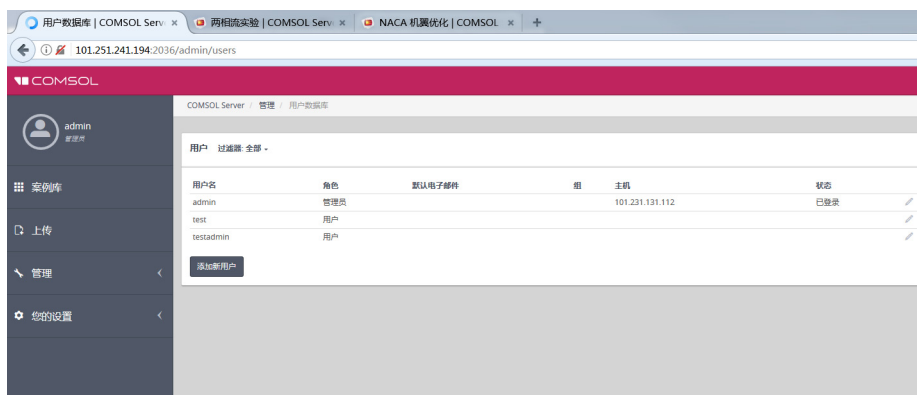 用户数据库 | COMSOL Serv × 两相流实验 | COMSOL Serv × NACA 机翼优化 | COMSOL × +
101.251.241.194:2036/admin/users
COMSOL
COMSOL Server / 管理 / 用户数据库
admin
管理员
用户 过滤器: 全部
案例库
上传
管理
您的设置
用户名 角色 默认电子邮件 组 主机 状态
admin 管理员 101.231.131.112 已登录
test 用户
testadmin 用户
添加新用户